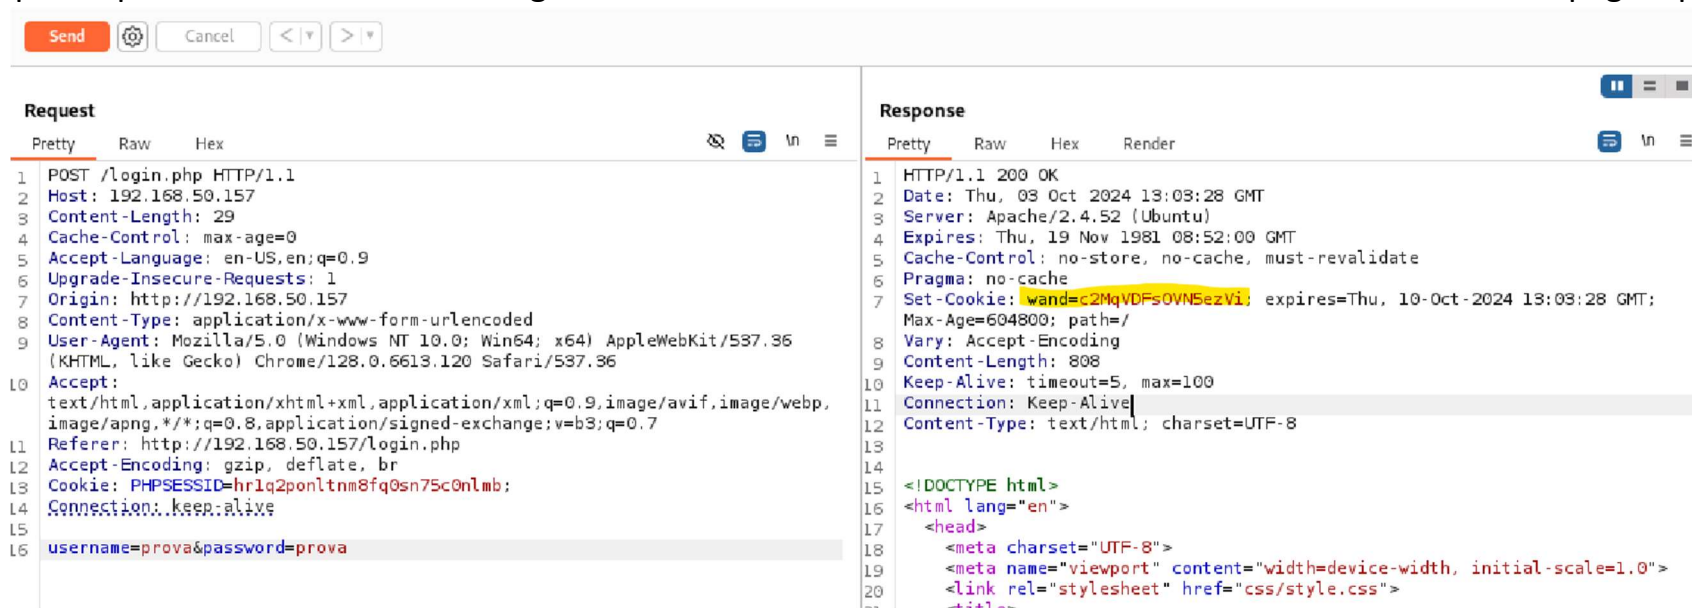 Send
Cancel
Request
Pretty Raw Hex
\n
1 POST /login.php HTTP/1.1
2 Host: 192.168.50.157
3 Content-Length: 29
4 Cache-Control: max-age=0
5 Accept-Language: en-US,en;q=0.9
6 Upgrade-Insecure-Requests: 1
7 Origin: http://192.168.50.157
8 Content-Type: application/x-www-form-urlencoded
9 User-Agent: Mozilla/5.0 (Windows NT 10.0; Win64; x64) AppleWebKit/537.36
(KHTML, like Gecko) Chrome/128.0.6613.120 Safari/537.36
10 Accept:
text/html,application/xhtml+xml,application/xml;q=0.9,image/avif,image/webp,
image/apng,*/*;q=0.8,application/signed-exchange;v=b3;q=0.7
11 Referer: http://192.168.50.157/login.php
12 Accept-Encoding: gzip, deflate, br
13 Cookie: PHPSESSID=hr1q2ponltnm8fq0sn75c0nlmb;
14 Connection: keep-alive
15
16 username=prova&password=prova
Response
Pretty Raw Hex Render
\n
1 HTTP/1.1 200 OK
2 Date: Thu, 03 Oct 2024 13:03:28 GMT
3 Server: Apache/2.4.52 (Ubuntu)
4 Expires: Thu, 19 Nov 1981 08:52:00 GMT
5 Cache-Control: no-store, no-cache, must-revalidate
6 Pragma: no-cache
7 Set-Cookie: wand=c2MqVDFsOVN5ezVi; expires=Thu, 10-Oct-2024 13:03:28 GMT;
Max-Age=604800; path=/
8 Vary: Accept-Encoding
9 Content-Length: 808
10 Keep-Alive: timeout=5, max=100
11 Connection: Keep-Alive
12 Content-Type: text/html; charset=UTF-8
13
14
15 <!DOCTYPE html>
16 <html lang="en">
17 <head>
18 <meta charset="UTF-8">
19 <meta name="viewport" content="width=device-width, initial-scale=1.0">
20 <link rel="stylesheet" href="css/style.css">
<title>